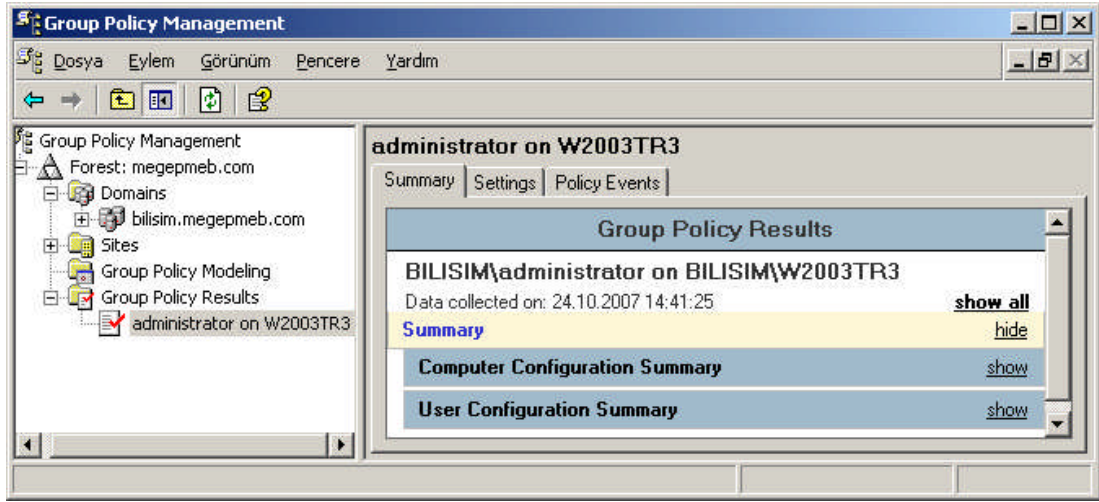 Group Policy Management
Dosya Eylem Görünüm Pencere Yardım
Group Policy Management
Forest: megepmeb.com
Domains
bilisim.megepmeb.com
Sites
Group Policy Modeling
Group Policy Results
administrator on W2003TR3
administrator on W2003TR3
Summary Settings Policy Events
Group Policy Results
BILISIM\administrator on BILISIM\W2003TR3
Data collected on: 24.10.2007 14:41:25 show all
Summary hide
Computer Configuration Summary show
User Configuration Summary show